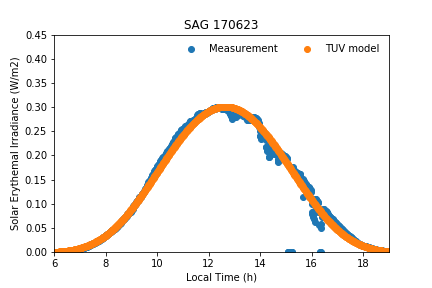 SAG 170623
Measurement
TUV model
Solar Erythemal Irradiance (W/m2)
0.45
0.40
0.35
0.30
0.25
0.20
0.15
0.10
0.05
0.00
6 8 10 12 14 16 18
Local Time (h)